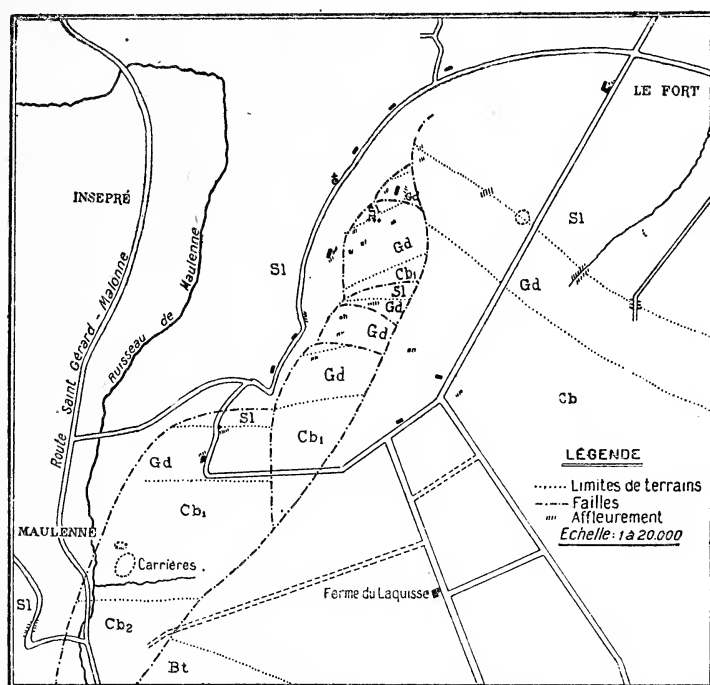 LE FORT
INSEPRÉ
Sl
Sl
Gd
Sl
Gd
Gd
Cb1
Sl
Gd
Gd
Gd
Cb
Route Saint Gérard - Malonne
Ruisseau de Maulenne
Sl
Cb1
Gd
Cb1
MAULENNE
Carrières
Sl
Cb2
Bt
Ferme du Laquisse
LÉGENDE
Limites de terrains
Failles
Affleurement
Echelle: 1 à 20.000